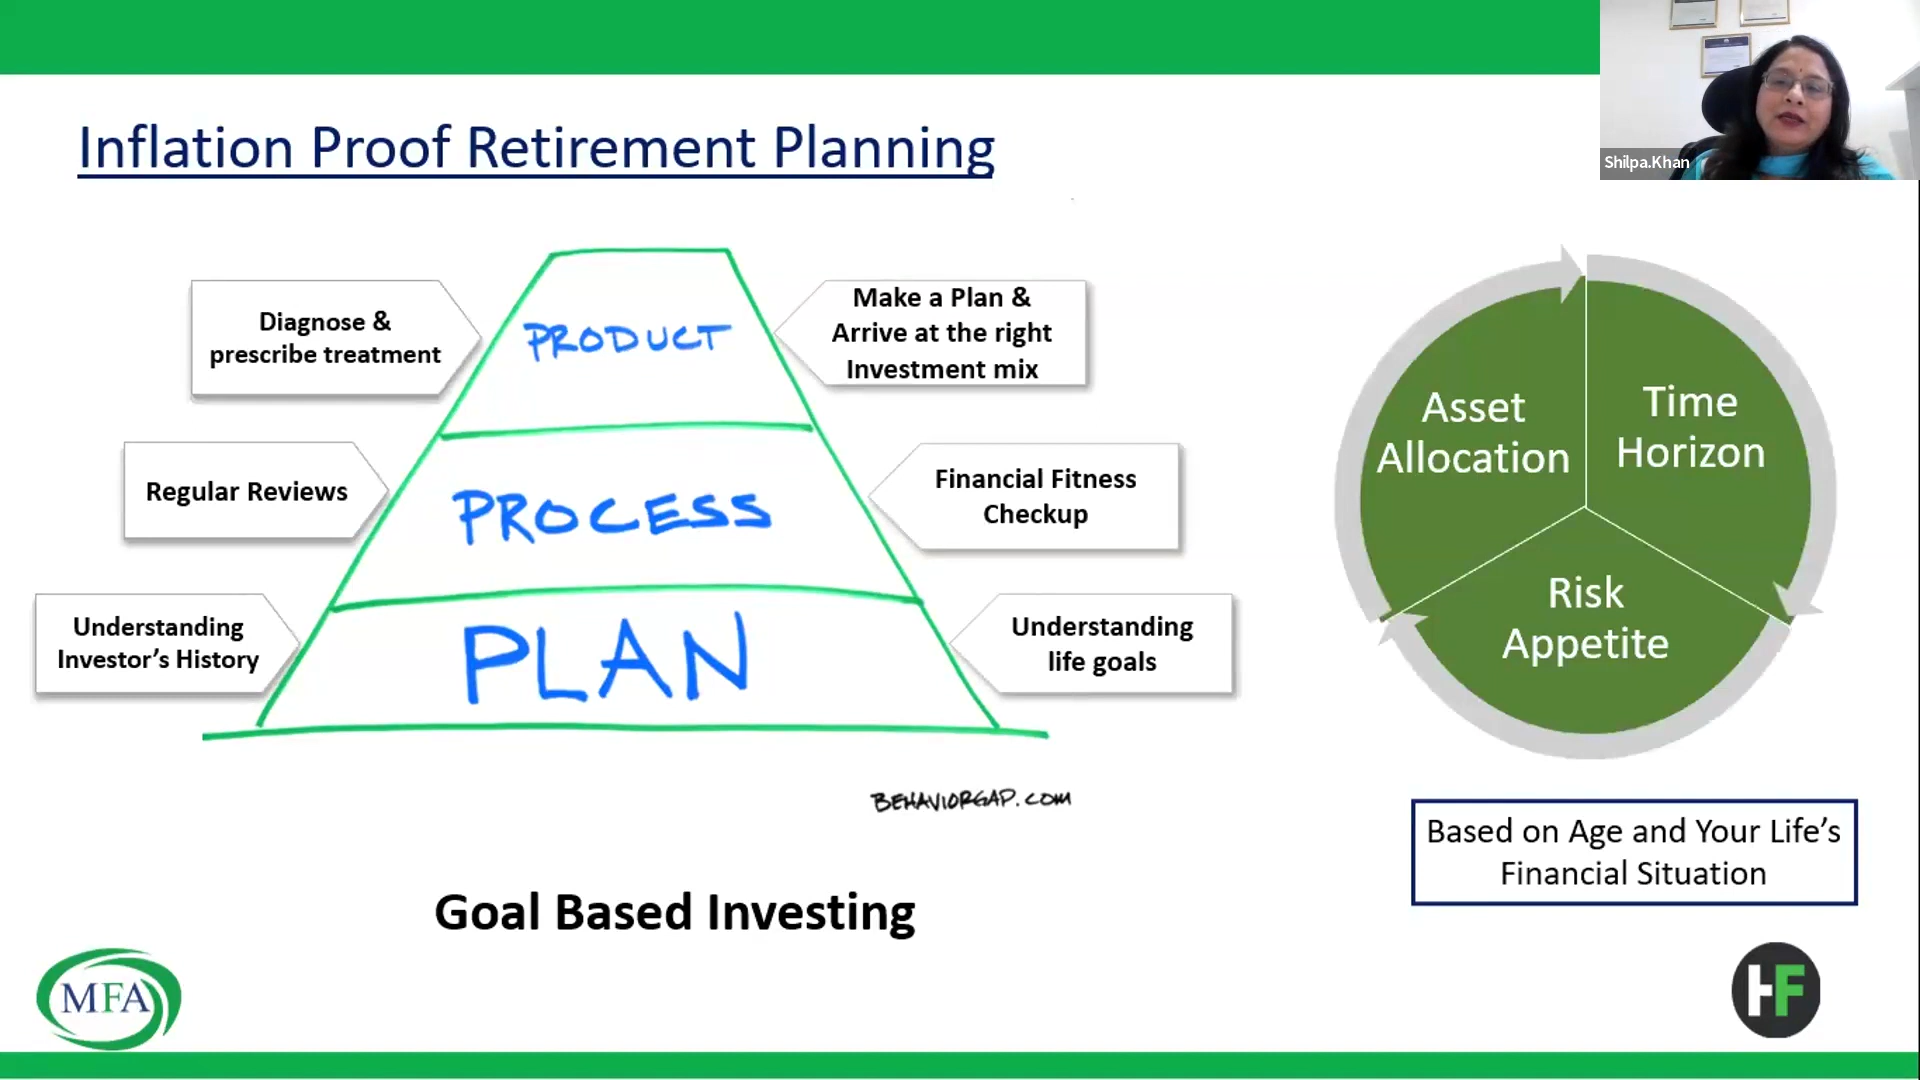 Inflation Proof Retirement Planning
Shilpa.Khan
Diagnose &
prescribe treatment
PRODUCT
Make a Plan &
Arrive at the right
Investment mix
Regular Reviews
PROCESS
Financial Fitness
Checkup
Understanding
Investor’s History
PLAN
Understanding
life goals
BEHAVIORGAP.COM
Goal Based Investing
Asset
Allocation
Time
Horizon
Risk
Appetite
Based on Age and Your Life’s
Financial Situation
MFA
HF